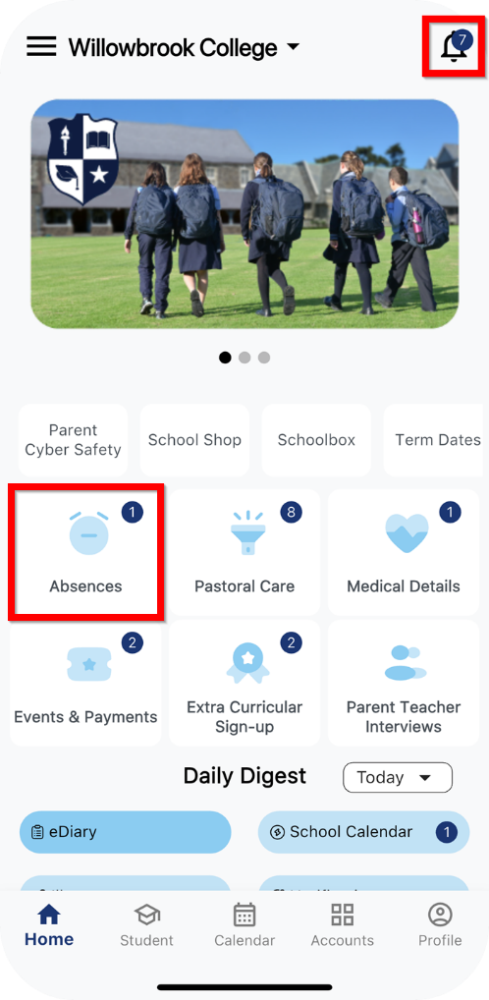 Willowbrook College
7
Parent
Cyber Safety
School Shop
Schoolbox
Term Dates
1
Absences
8
Pastoral Care
1
Medical Details
2
Events & Payments
2
Extra Curricular
Sign-up
Parent Teacher
Interviews
Daily Digest
Today
eDiary
School Calendar
1
Home
Student
Calendar
Accounts
Profile